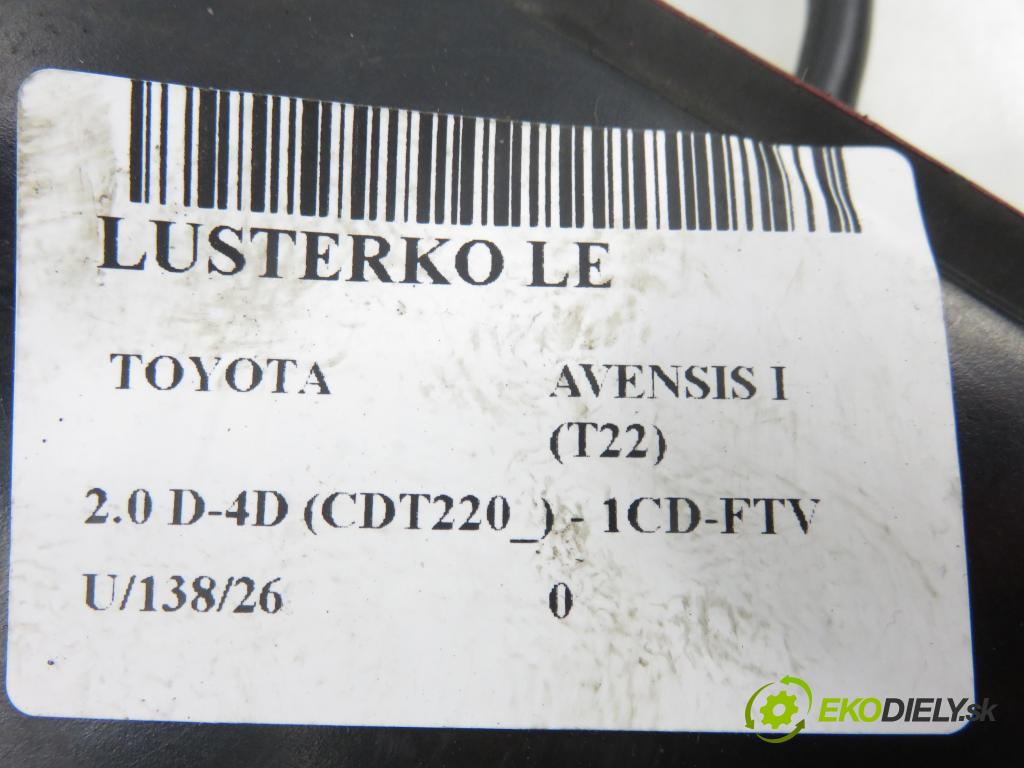 LUSTERKO LE
TOYOTA AVENSIS I
(T22)
2.0 D-4D (CDT220_) - 1CD-FTV
U/138/26 0
EKODIELY.sk